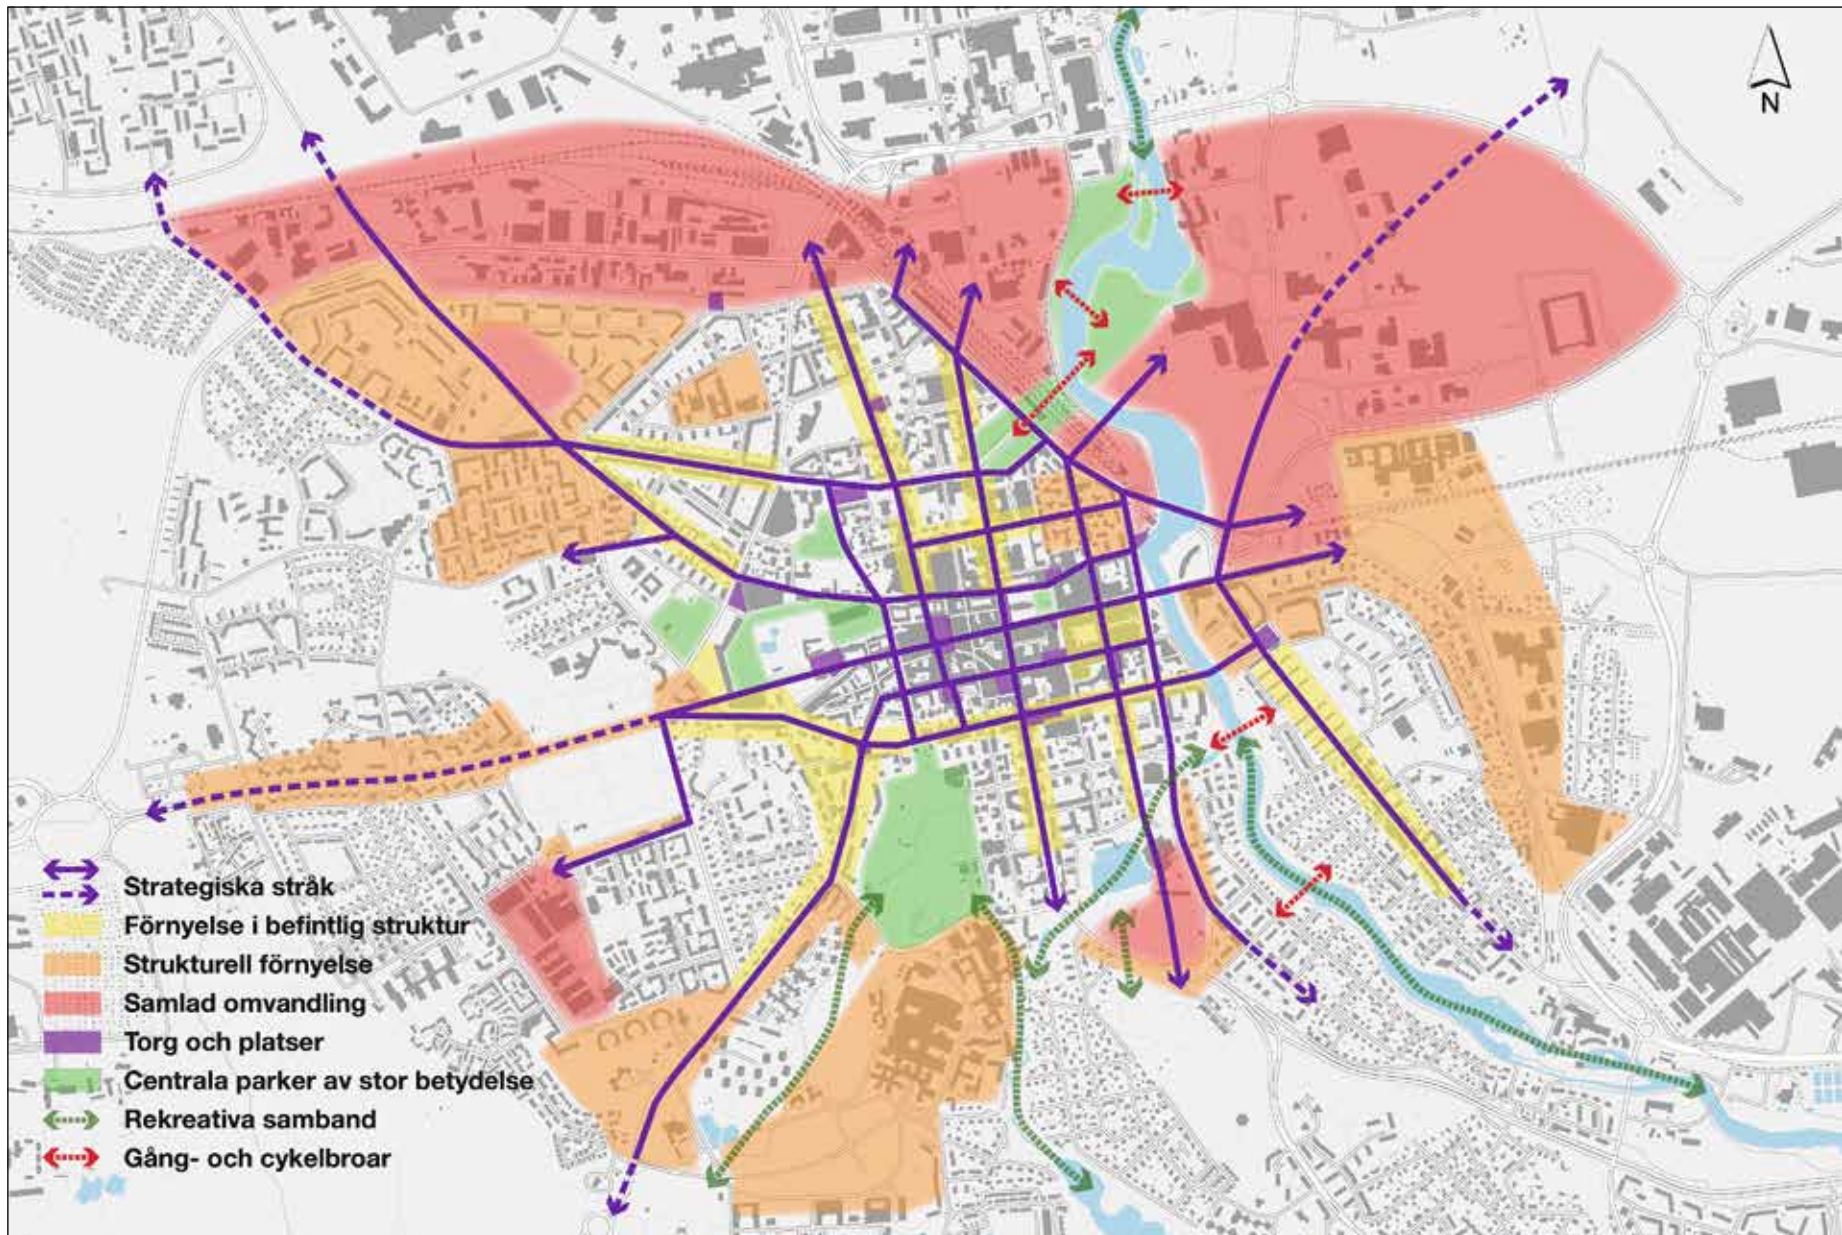 N
Strategiska stråk
Förnyelse i befintlig struktur
Strukturell förnyelse
Samlad omvandling
Torg och platser
Centrala parker av stor betydelse
Rekreativa samband
Gång- och cykelbroar